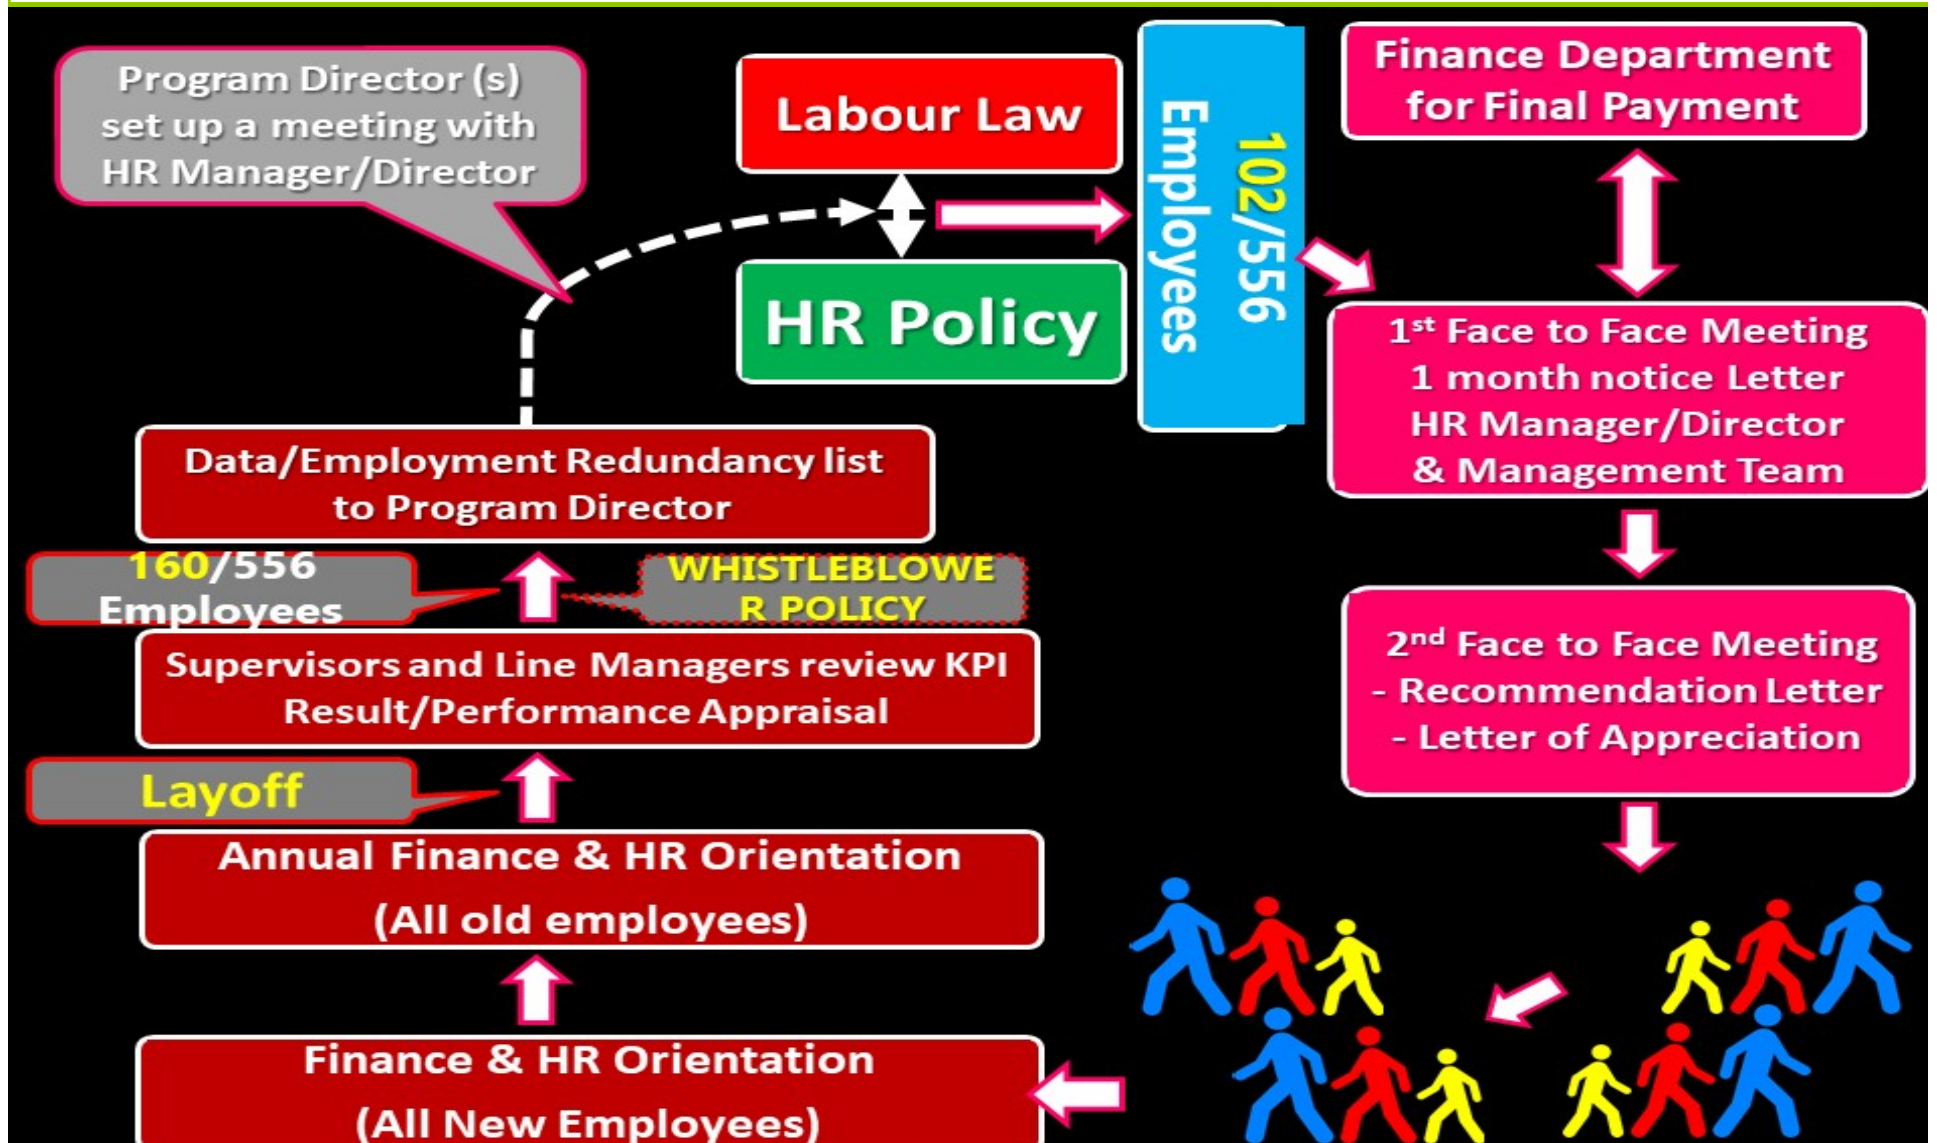 Program Director (s)
set up a meeting with
HR Manager/Director
Labour Law
HR Policy
102/556
Employees
Finance Department
for Final Payment
1st Face to Face Meeting
1 month notice Letter
HR Manager/Director
& Management Team
2nd Face to Face Meeting
- Recommendation Letter
- Letter of Appreciation
Data/Employment Redundancy list
to Program Director
160/556
Employees
WHISTLEBLOWE
R POLICY
Supervisors and Line Managers review KPI
Result/Performance Appraisal
Layoff
Annual Finance & HR Orientation
(All old employees)
Finance & HR Orientation
(All New Employees)